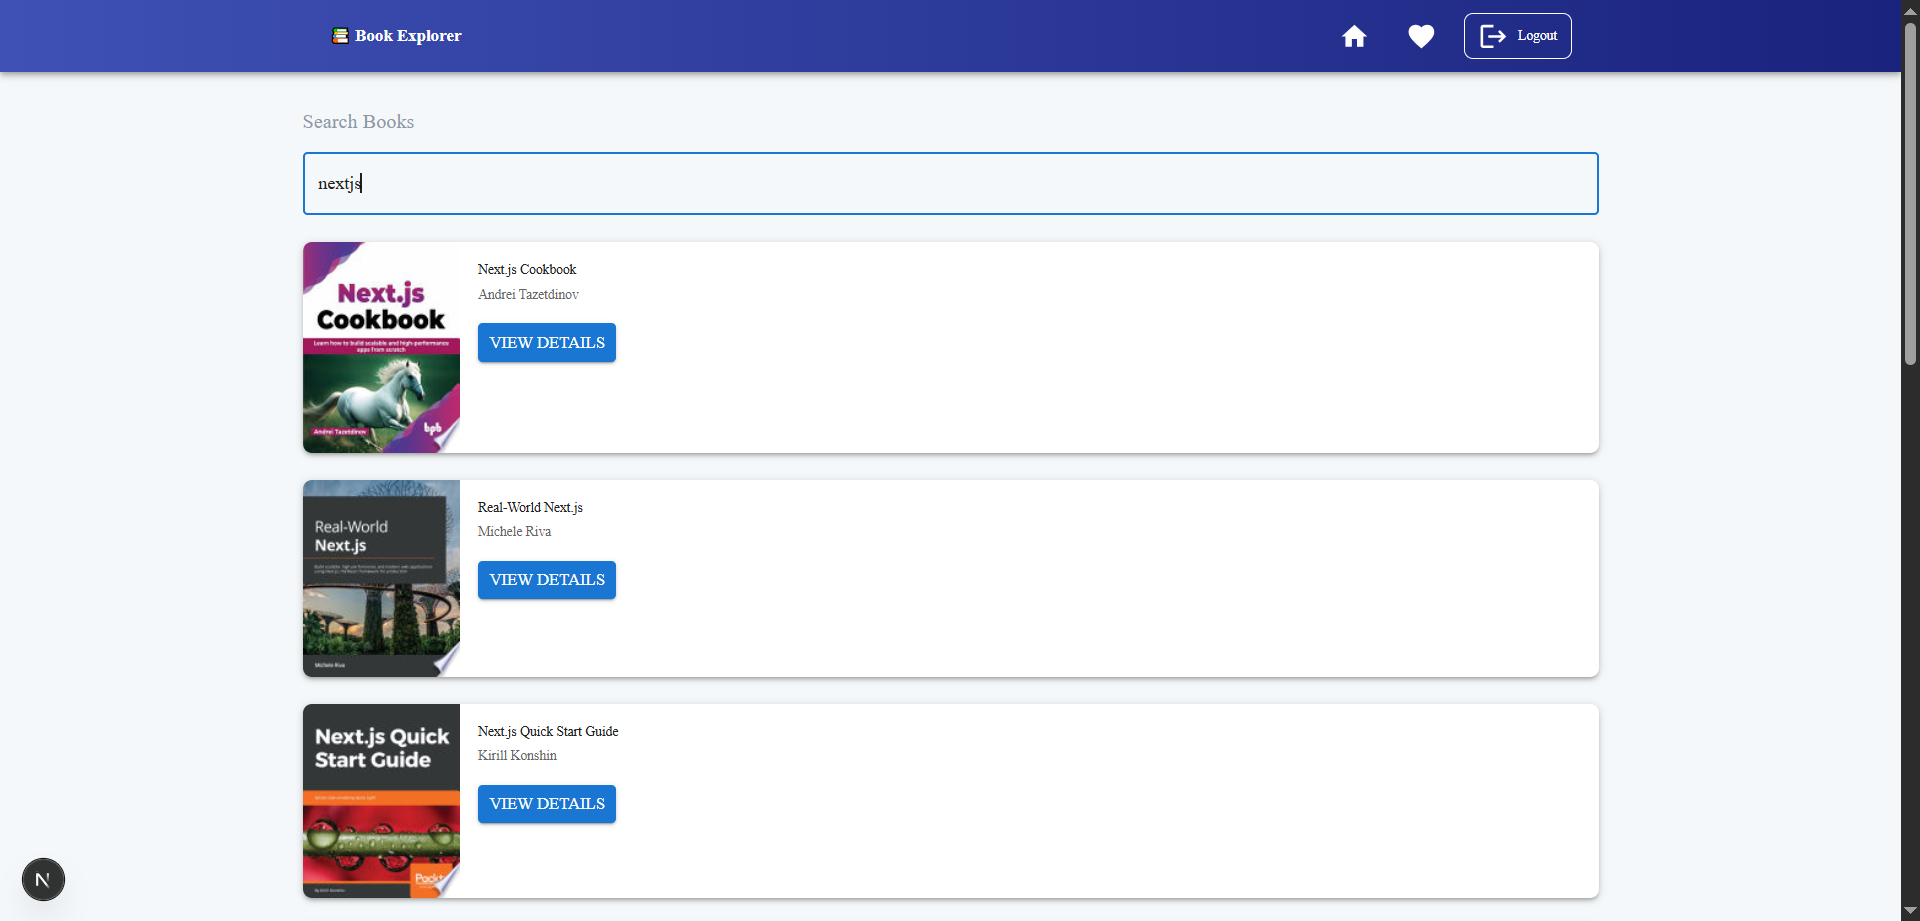 Book Explorer
Logout
Search Books
nextjs
Next.js
Cookbook
Learn how to build scalable and high-performance
apps from scratch
Andrei Tazetdinov
bpb
Next.js Cookbook
Andrei Tazetdinov
VIEW DETAILS
Real-World
Next.js
Michele Riva
Real-World Next.js
Michele Riva
VIEW DETAILS
Next.js Quick
Start Guide
Packt
Next.js Quick Start Guide
Kirill Konshin
VIEW DETAILS
N